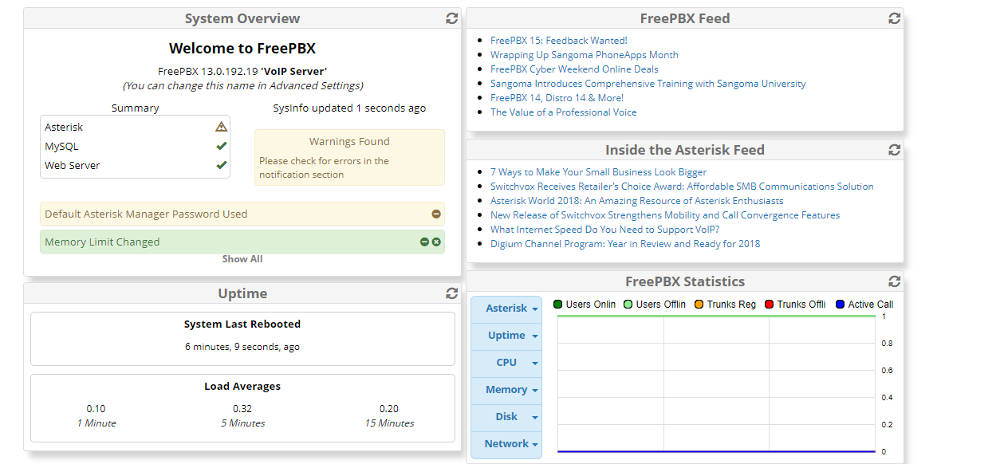 System Overview
Welcome to FreePBX
FreePBX 13.0.192.19 'VoIP Server'
(You can change this name in Advanced Settings)
Summary
SysInfo updated 1 seconds ago
Asterisk
MySQL
Web Server
Warnings Found
Please check for errors in the
notification section
Default Asterisk Manager Password Used
Memory Limit Changed
Show All
Uptime
System Last Rebooted
6 minutes, 9 seconds, ago
Load Averages
0.10 0.32 0.20
1 Minute 5 Minutes 15 Minutes
FreePBX Feed
FreePBX 15: Feedback Wanted!
Wrapping Up Sangoma PhoneApps Month
FreePBX Cyber Weekend Online Deals
Sangoma Introduces Comprehensive Training with Sangoma University
FreePBX 14, Distro 14 & More!
The Value of a Professional Voice
Inside the Asterisk Feed
7 Ways to Make Your Small Business Look Bigger
Switchvox Receives Retailer's Choice Award: Affordable SMB Communications Solution
Asterisk World 2018: An Amazing Resource of Asterisk Enthusiasts
New Release of Switchvox Strengthens Mobility and Call Convergence Features
What Internet Speed Do You Need to Support VoIP?
Digium Channel Program: Year in Review and Ready for 2018
FreePBX Statistics
Asterisk
Uptime
CPU
Memory
Disk
Network
Users Onlin Users Offlin Trunks Reg Trunks Offli Active Call
1
0.8
0.6
0.4
0.2
0